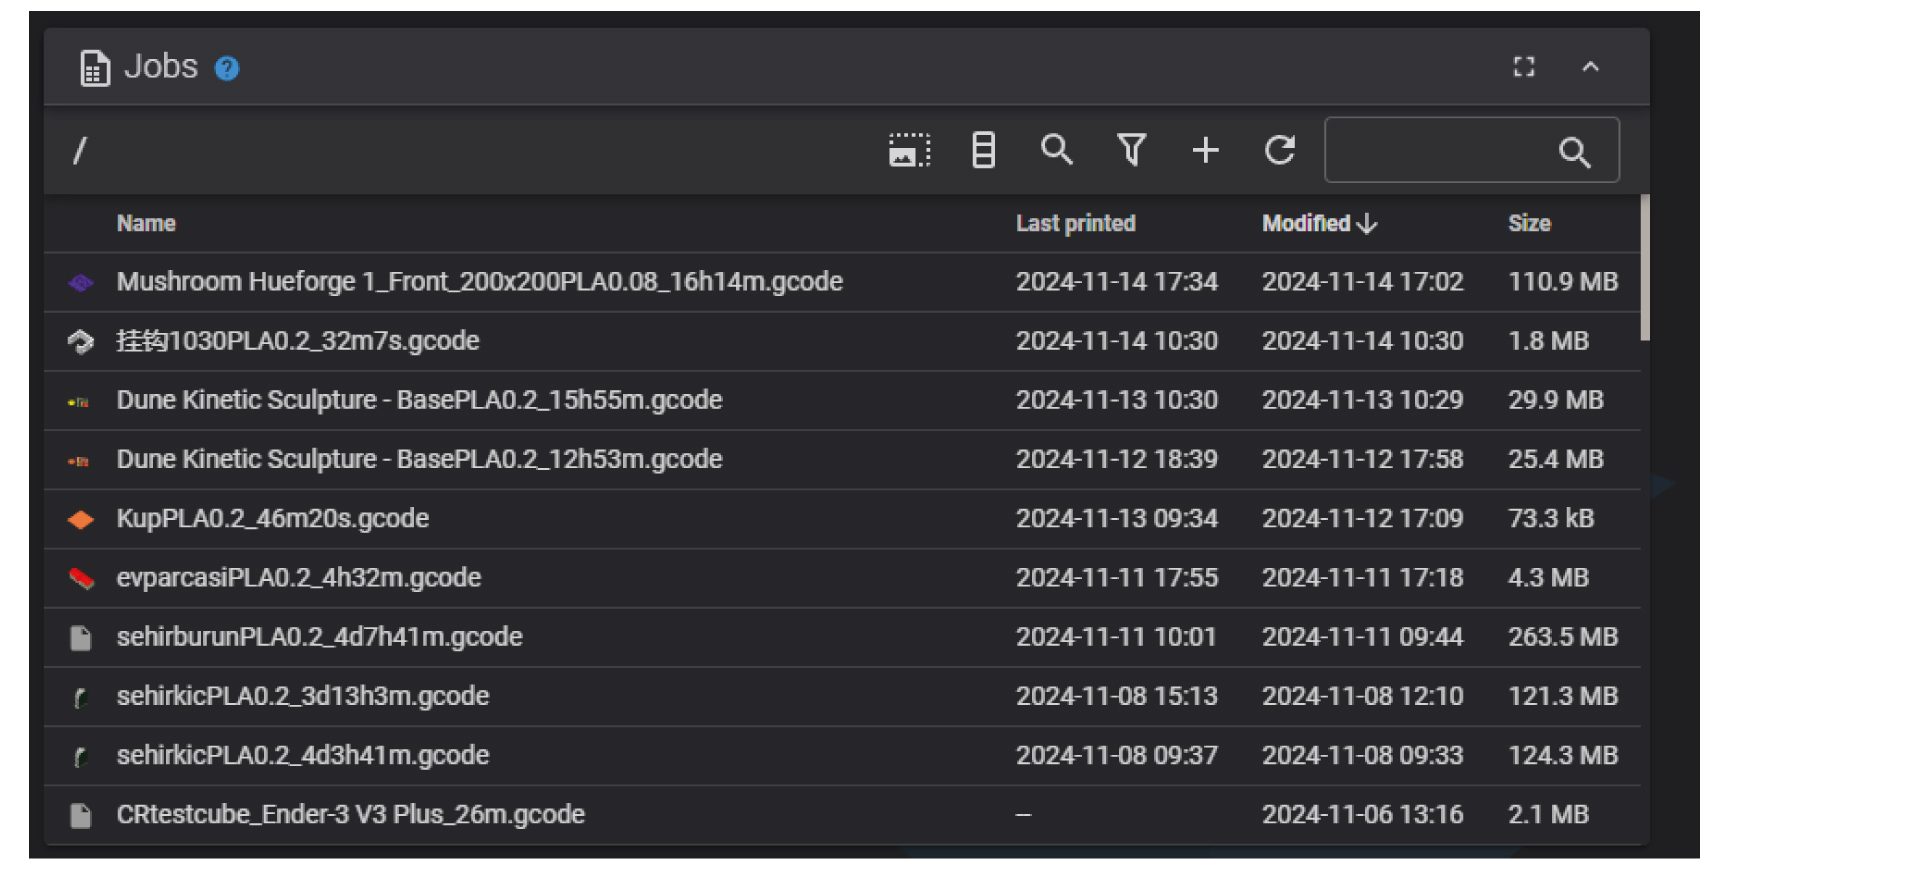 Jobs ?
/
Name Last printed Modified Size
Mushroom Hueforge 1_Front_200x200PLA0.08_16h14m.gcode 2024-11-14 17:34 2024-11-14 17:02 110.9 MB
挂钩1030PLA0.2_32m7s.gcode 2024-11-14 10:30 2024-11-14 10:30 1.8 MB
Dune Kinetic Sculpture - BasePLA0.2_15h55m.gcode 2024-11-13 10:30 2024-11-13 10:29 29.9 MB
Dune Kinetic Sculpture - BasePLA0.2_12h53m.gcode 2024-11-12 18:39 2024-11-12 17:58 25.4 MB
KupPLA0.2_46m20s.gcode 2024-11-13 09:34 2024-11-12 17:09 73.3 kB
evparcasiPLA0.2_4h32m.gcode 2024-11-11 17:55 2024-11-11 17:18 4.3 MB
sehirburunPLA0.2_4d7h41m.gcode 2024-11-11 10:01 2024-11-11 09:44 263.5 MB
sehirkicPLA0.2_3d13h3m.gcode 2024-11-08 15:13 2024-11-08 12:10 121.3 MB
sehirkicPLA0.2_4d3h41m.gcode 2024-11-08 09:37 2024-11-08 09:33 124.3 MB
CRtestcube_Ender-3 V3 Plus_26m.gcode -- 2024-11-06 13:16 2.1 MB